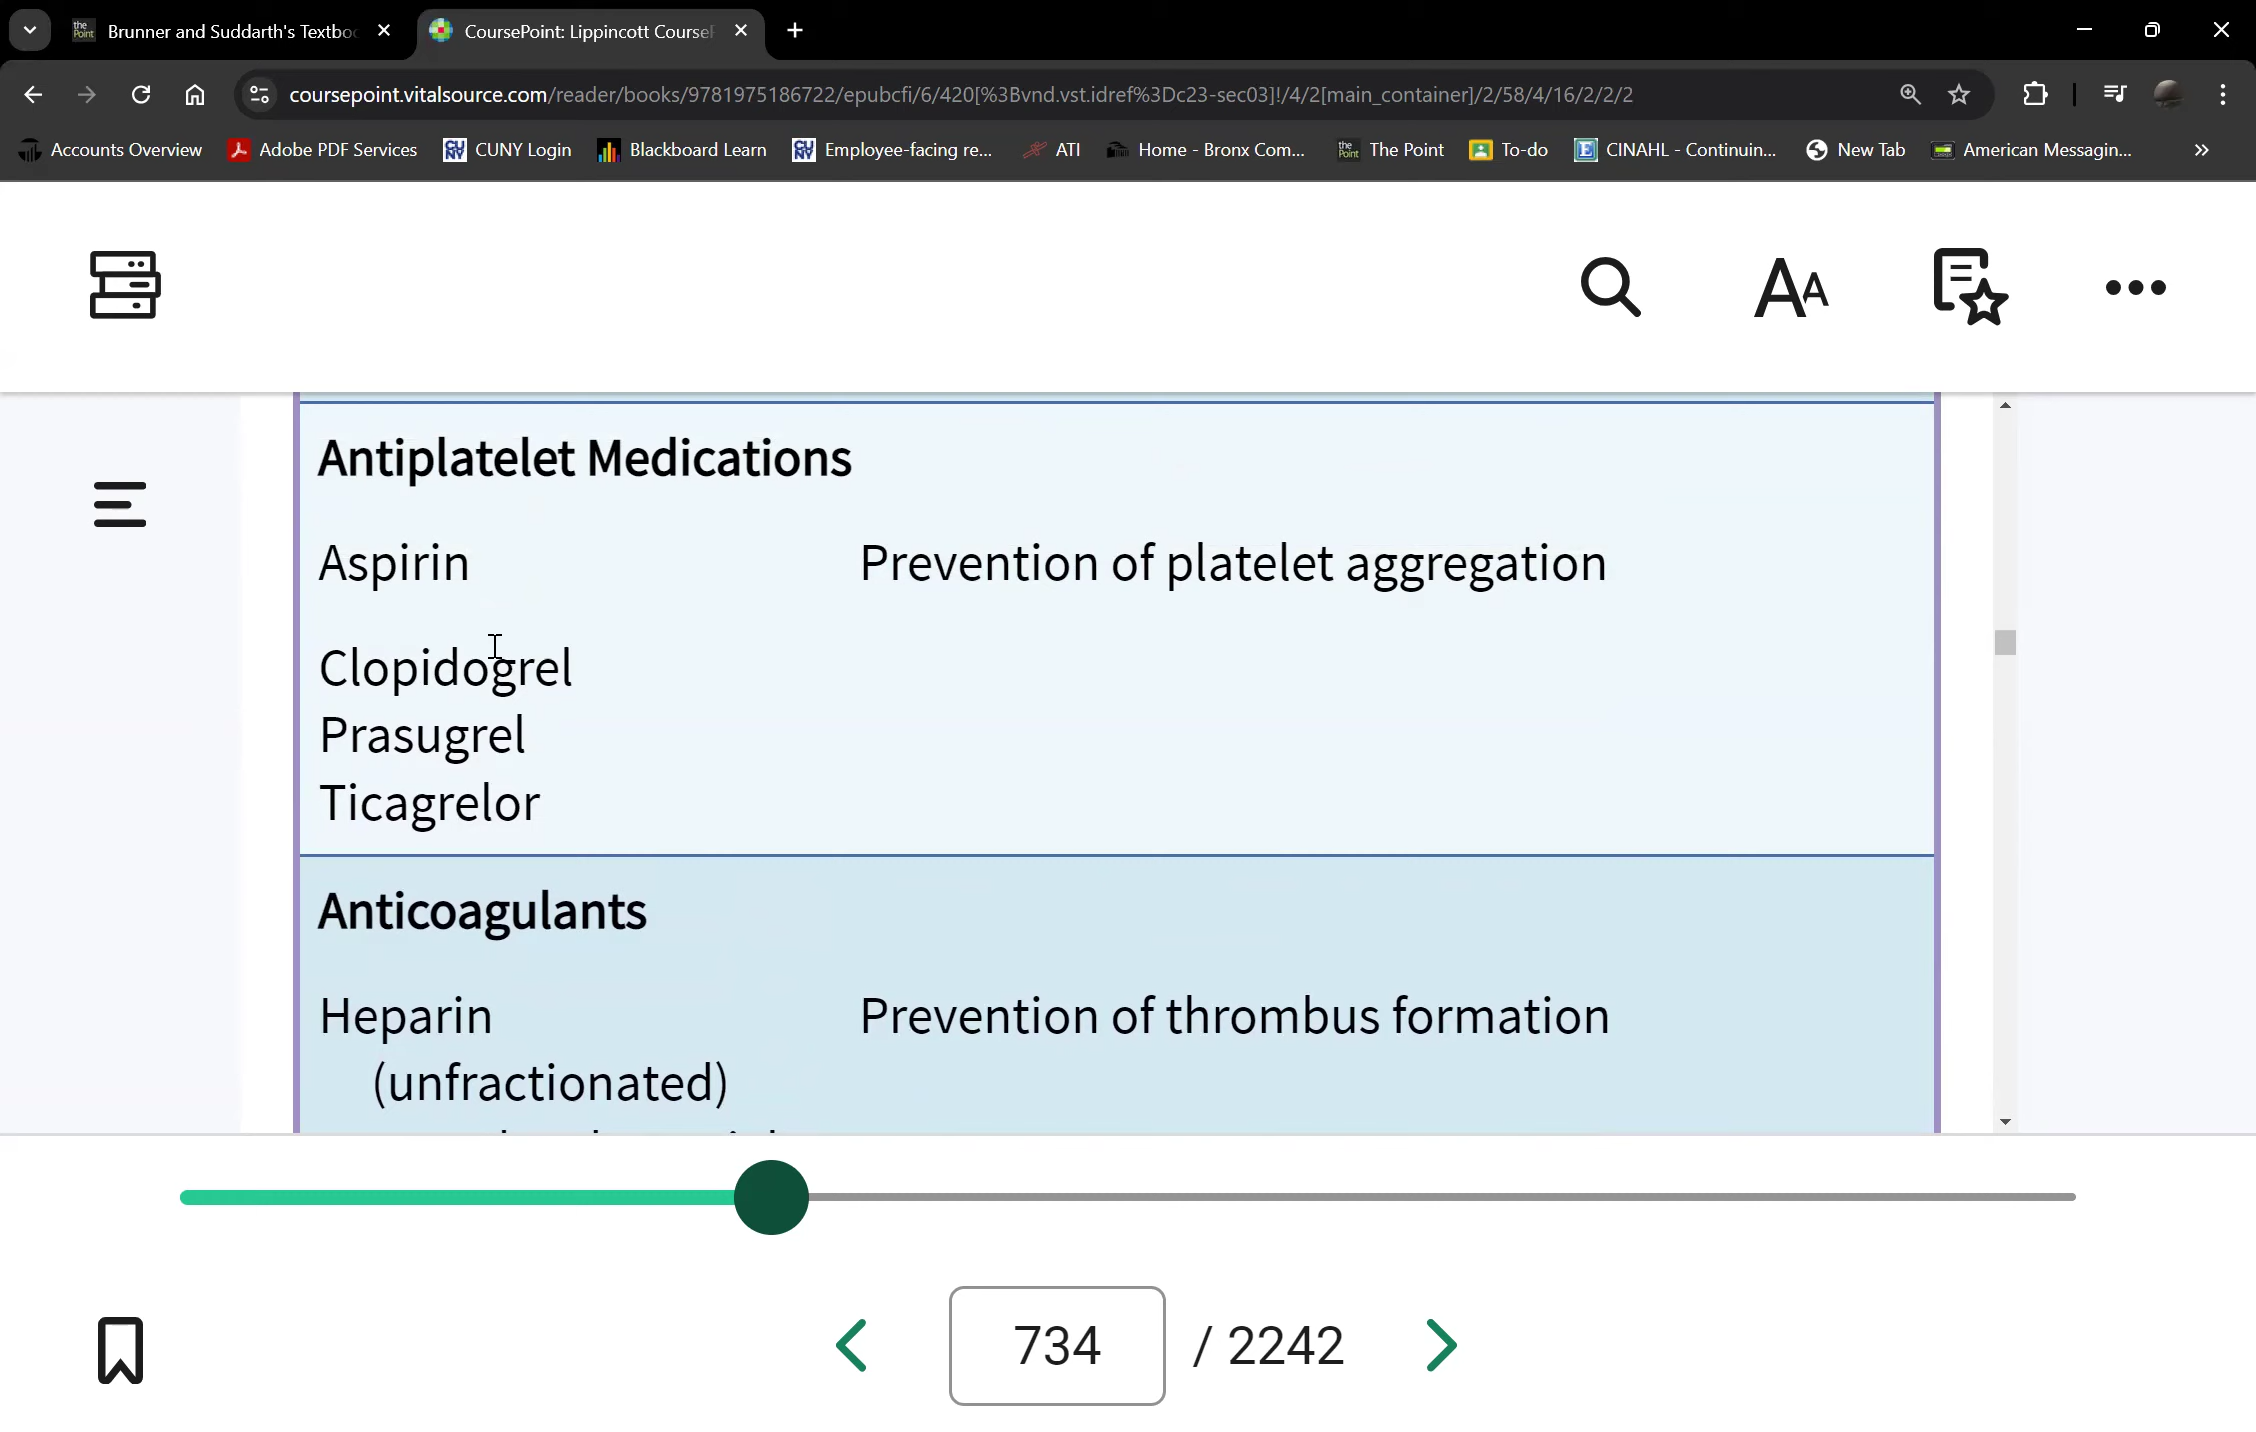 the Point
Brunner and Suddarth's Textbo
CoursePoint: Lippincott CourseP
coursepoint.vitalsource.com/reader/books/9781975186722/epubcfi/6/420[%3Bvnd.vst.idref%3Dc23-sec03]!/4/2[main_container]/2/58/4/16/2/2/2
Accounts Overview
Adobe PDF Services
CUNY Login
Blackboard Learn
Employee-facing re...
ATI
Home - Bronx Com...
The Point
To-do
CINAHL - Continuin...
New Tab
American Messagin...
Antiplatelet Medications
Aspirin Prevention of platelet aggregation
Clopidogrel
Prasugrel
Ticagrelor
Anticoagulants
Heparin Prevention of thrombus formation
(unfractionated)
734 / 2242